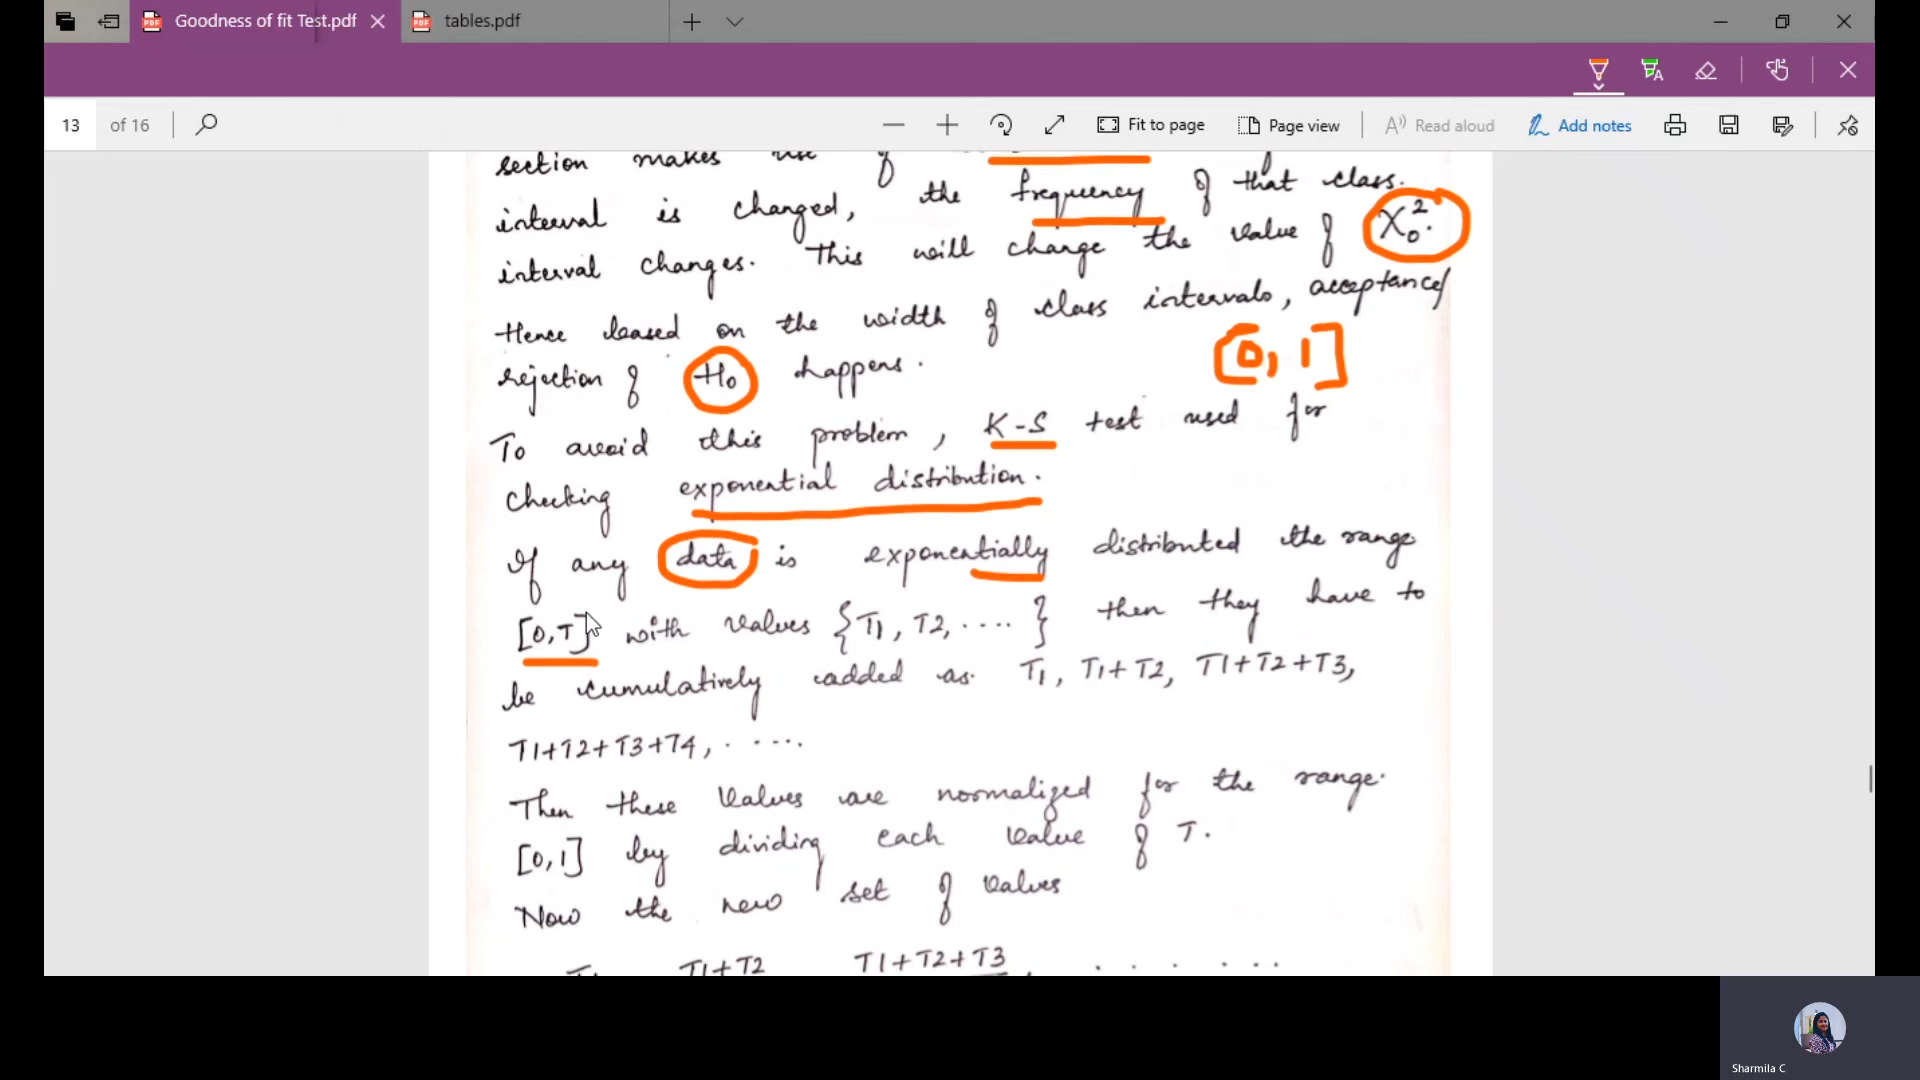 Goodness of fit Test.pdf
tables.pdf
13 of 16
Fit to page
Page view
Read aloud
Add notes
section makes use of
interval is changed, the frequency of that class.
interval changes. This will change the value of X₀².
Hence based on the width of class intervals, acceptance/
rejection of H₀ happens.
[0, 1]
To avoid this problem, K-S test used for
checking exponential distribution.
If any data is exponentially distributed the range
[0,T] with values {T1, T2, ....} then they have to
be cumulatively added as T1, T1+T2, T1+T2+T3,
T1+T2+T3+T4, .....
Then these values are normalized for the range.
[0,1] by dividing each value of T.
Now the new set of values
T1+T2 T1+T2+T3, . . . . . .
Sharmila C